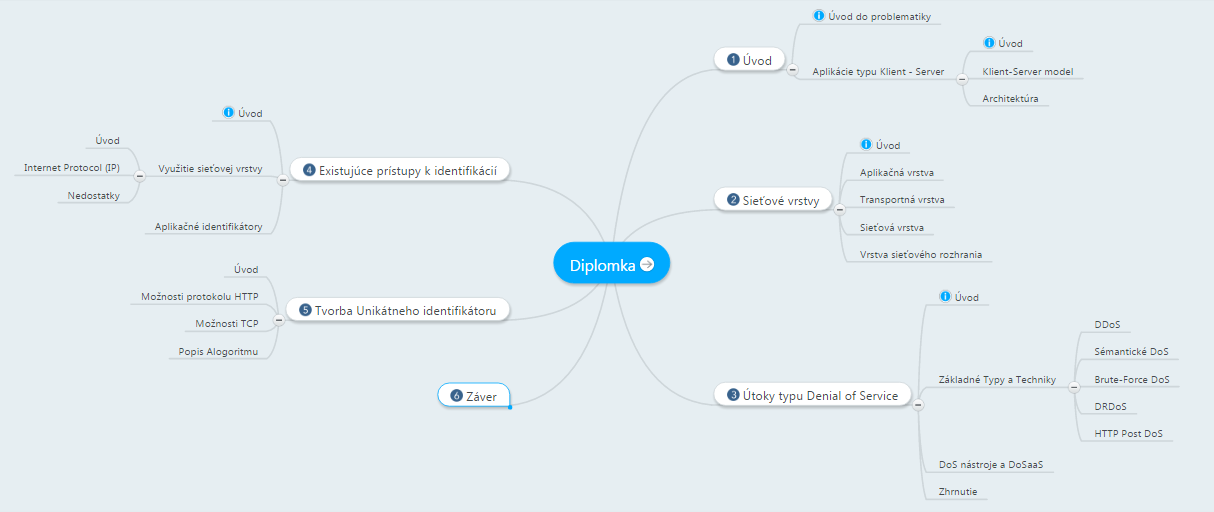 Diplomka
1 Úvod
Úvod do problematiky
Aplikácie typu Klient - Server
Úvod
Klient-Server model
Architektúra
2 Sieťové vrstvy
Úvod
Aplikačná vrstva
Transportná vrstva
Sieťová vrstva
Vrstva sieťového rozhrania
3 Útoky typu Denial of Service
Úvod
Základné Typy a Techniky
DDoS
Sémantické DoS
Brute-Force DoS
DRDoS
HTTP Post DoS
DoS nástroje a DoSaaS
Zhrnutie
4 Existujúce prístupy k identifikácií
Úvod
Využitie sieťovej vrstvy
Úvod
Internet Protocol (IP)
Nedostatky
Aplikačné identifikátory
5 Tvorba Unikátneho identifikátoru
Úvod
Možnosti protokolu HTTP
Možnosti TCP
Popis Alogoritmu
6 Záver